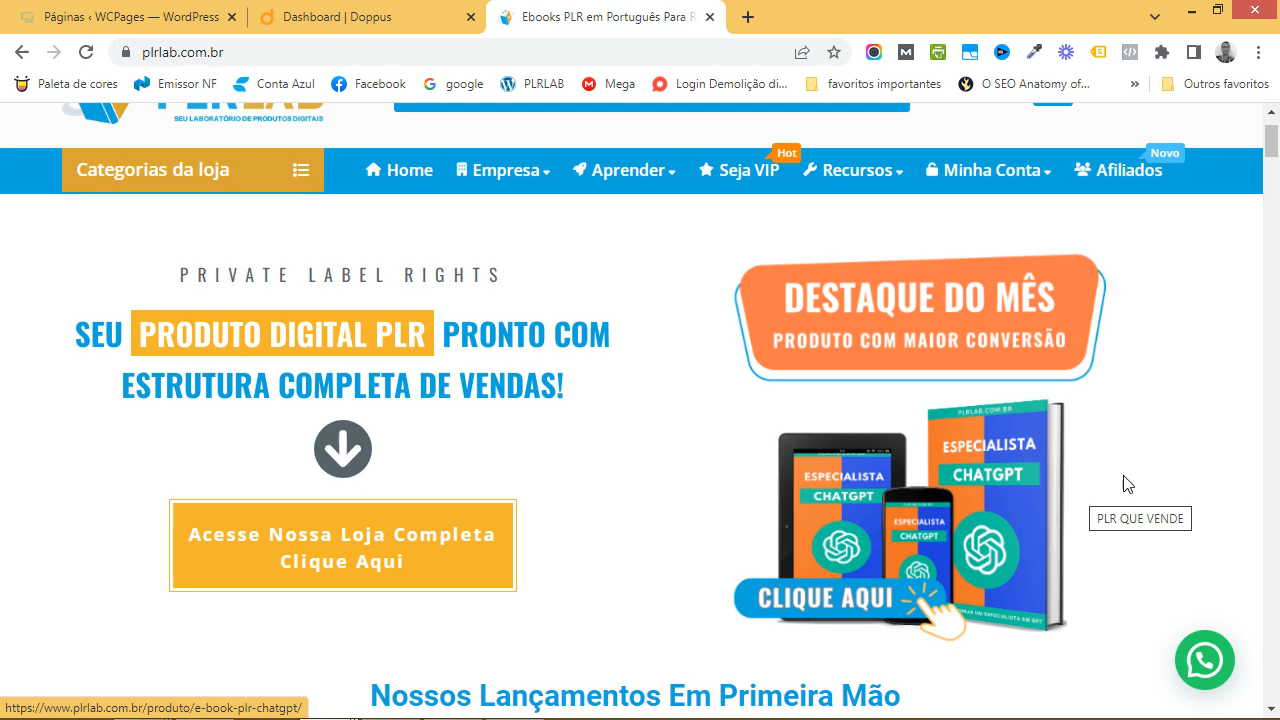 Páginas ‹ WCPages — WordPress
Dashboard | Doppus
Ebooks PLR em Português Para R
plrlab.com.br
Paleta de cores
Emissor NF
Conta Azul
Facebook
google
PLRLAB
Mega
Login Demolição di...
favoritos importantes
O SEO Anatomy of...
»
Outros favoritos
PLRLAB
SEU LABORATÓRIO DE PRODUTOS DIGITAIS
Categorias da loja
Home
Empresa
Aprender
Hot
Seja VIP
Recursos
Minha Conta
Novo
Afiliados
PRIVATE LABEL RIGHTS
SEU PRODUTO DIGITAL PLR PRONTO COM
ESTRUTURA COMPLETA DE VENDAS!
Acesse Nossa Loja Completa
Clique Aqui
DESTAQUE DO MÊS
PRODUTO COM MAIOR CONVERSÃO
ESPECIALISTA
CHATGPT
ESPECIALISTA
CHATGPT
PLRLAB.COM.BR
ESPECIALISTA
CHATGPT
CLIQUE AQUI
PLR QUE VENDE
Nossos Lançamentos Em Primeira Mão
https://www.plrlab.com.br/produto/e-book-plr-chatgpt/